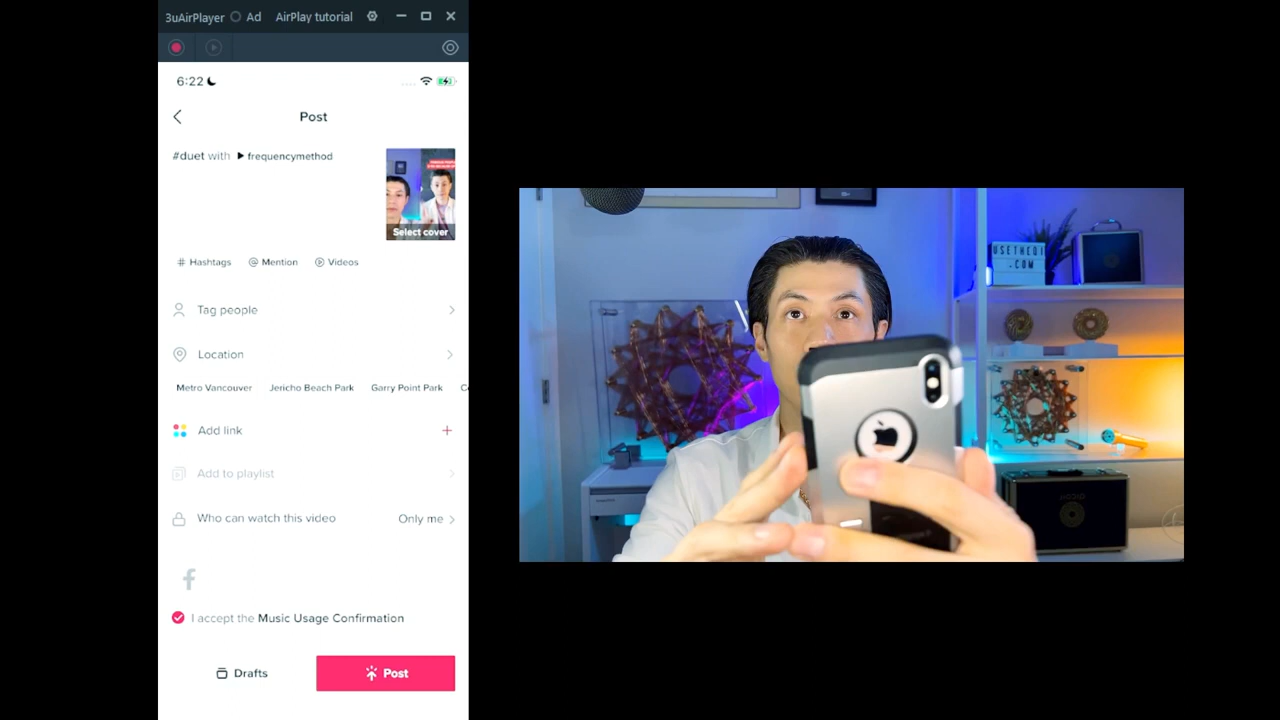 3uAirPlayer Ad AirPlay tutorial
6:22
Post
#duet with frequencymethod
Select cover
# Hashtags @ Mention Videos
Tag people
Location
Metro Vancouver Jericho Beach Park Garry Point Park
Add link +
Add to playlist
Who can watch this video Only me
I accept the Music Usage Confirmation
Drafts Post
USETHEQI
.COM